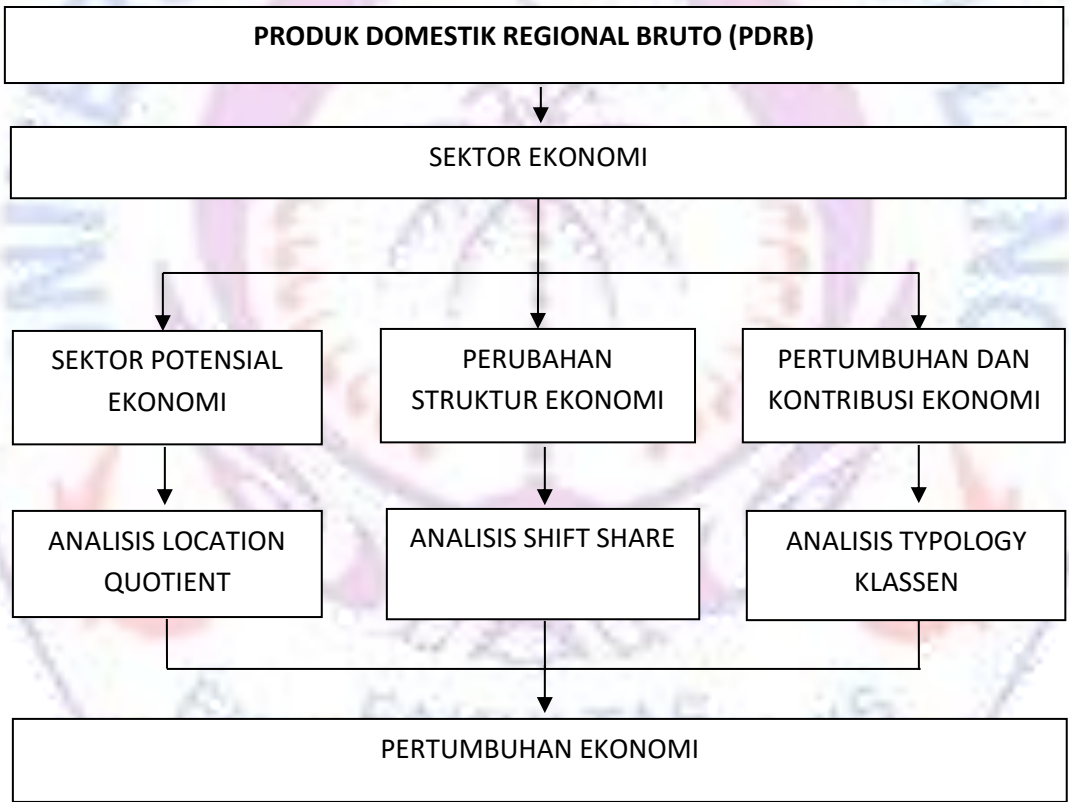 PRODUK DOMESTIK REGIONAL BRUTO (PDRB)
SEKTOR EKONOMI
SEKTOR POTENSIAL
EKONOMI
PERUBAHAN
STRUKTUR EKONOMI
PERTUMBUHAN DAN
KONTRIBUSI EKONOMI
ANALISIS LOCATION
QUOTIENT
ANALISIS SHIFT SHARE
ANALISIS TYPOLOGY
KLASSEN
PERTUMBUHAN EKONOMI